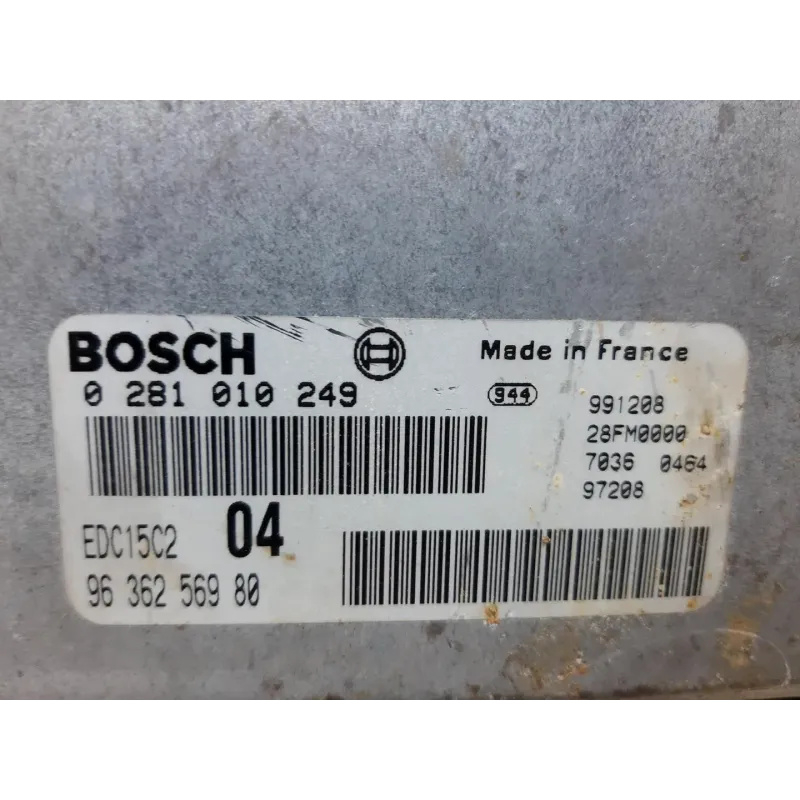 BOSCH
Made in France
0 281 010 249
944
991208
28FM0000
7036 0464
97208
EDC15C2
04
96 362 569 80